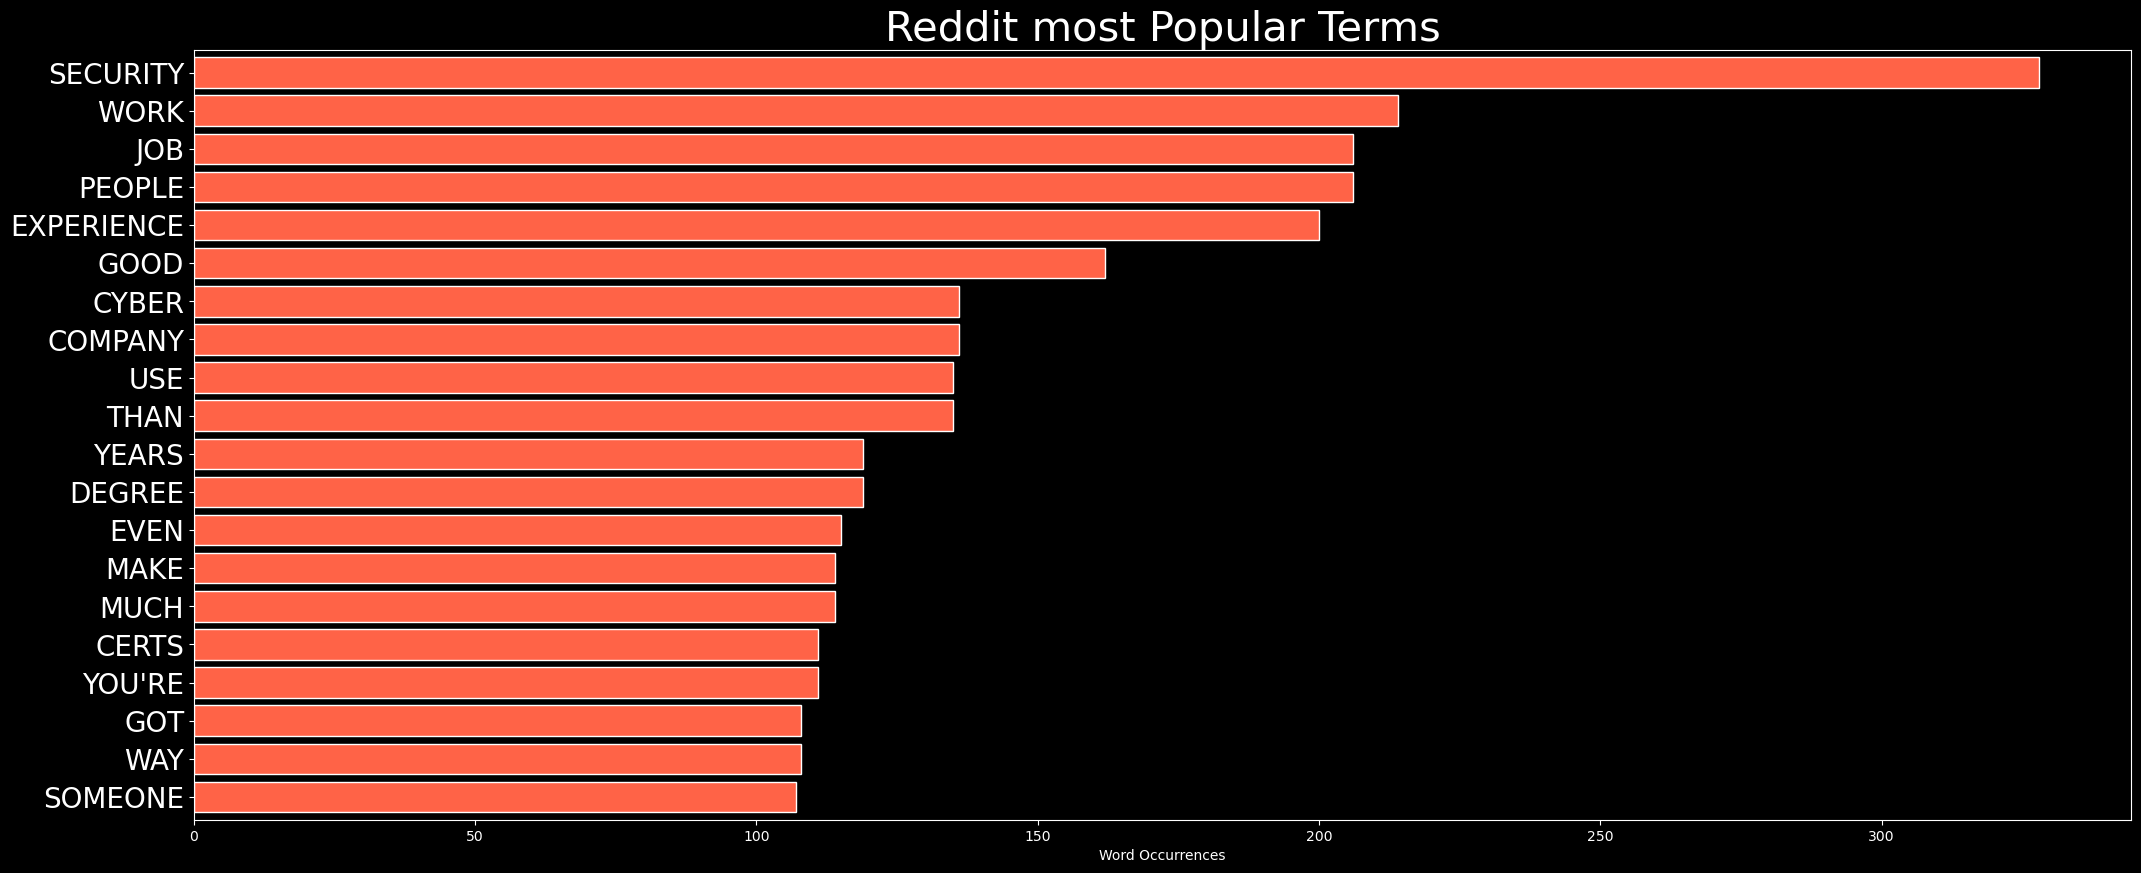 Reddit most Popular Terms
SECURITY
WORK
JOB
PEOPLE
EXPERIENCE
GOOD
CYBER
COMPANY
USE
THAN
YEARS
DEGREE
EVEN
MAKE
MUCH
CERTS
YOU'RE
GOT
WAY
SOMEONE
0 50 100 150 200 250 300
Word Occurrences